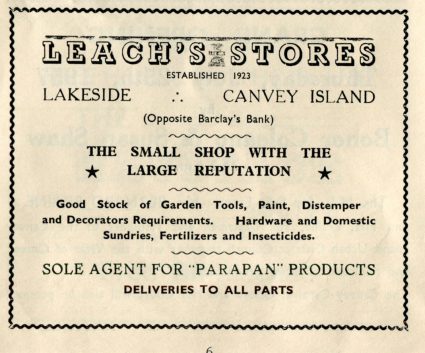 LEACH'S STORES
ESTABLISHED 1923
LAKESIDE ∴ CANVEY ISLAND
(Opposite Barclay's Bank)
THE SMALL SHOP WITH THE
★ LARGE REPUTATION ★
Good Stock of Garden Tools, Paint, Distemper
and Decorators Requirements. Hardware and Domestic
Sundries, Fertilizers and Insecticides.
SOLE AGENT FOR "PARAPAN" PRODUCTS
DELIVERIES TO ALL PARTS
6